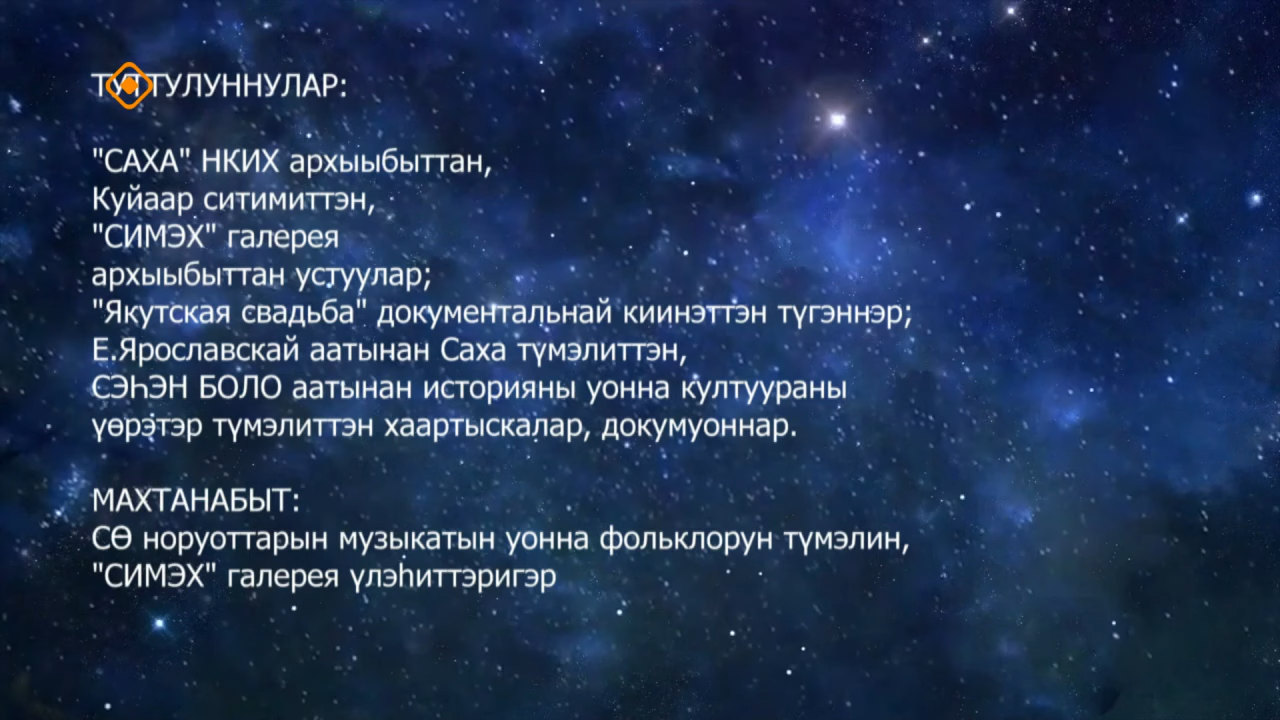 ТУТТУЛУННУЛАР:
"САХА" НКИХ архыыбыттан,
Куйаар ситимиттэн,
"СИМЭХ" галерея
архыыбыттан устуулар;
"Якутская свадьба" документальнай киинэттэн түгэннэр;
Е.Ярославскай аатынан Саха түмэлиттэн,
СЭҺЭН БОЛО аатынан историяны уонна култуураны
үөрэтэр түмэлиттэн хаартыскалар, докумуоннар.
МАХТАНАБЫТ:
СӨ норуоттарын музыкатын уонна фольклорун түмэлин,
"СИМЭХ" галерея үлэһиттэригэр